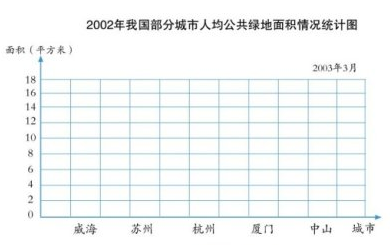 2002年我国部分城市人均公共绿地面积情况统计图
面积（平方米）
2003年3月
18
16
14
12
10
8
6
4
2
0
威海 苏州 杭州 厦门 中山 城市